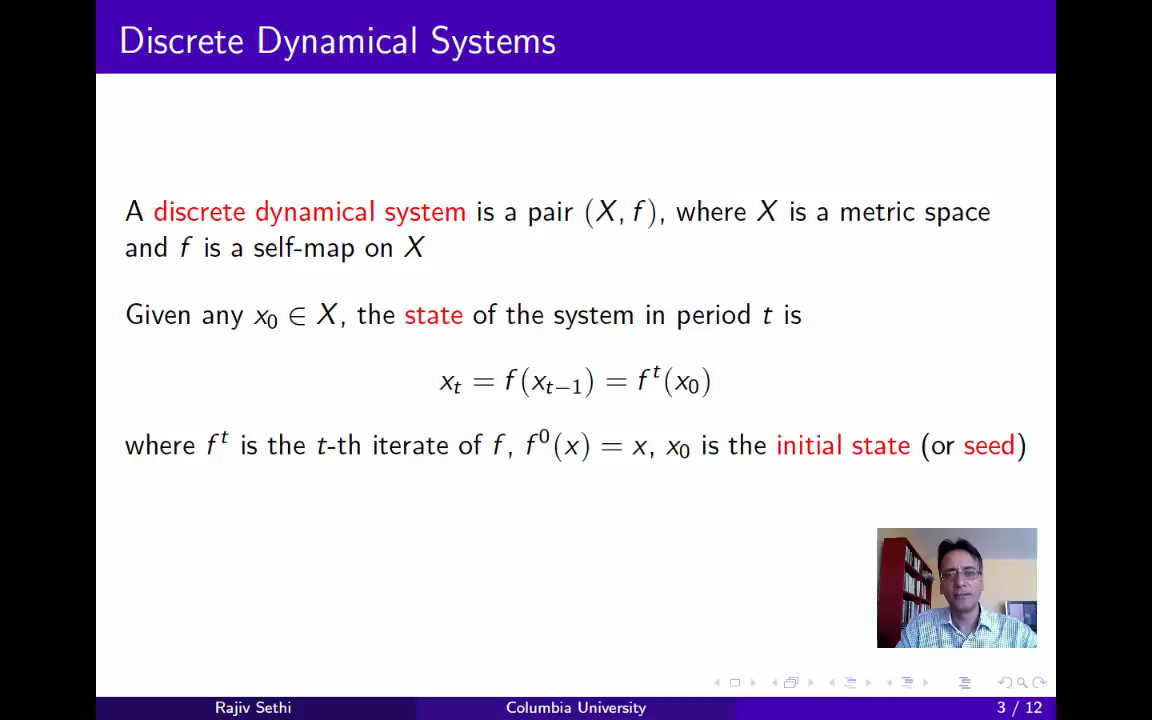 Discrete Dynamical Systems
A discrete dynamical system is a pair (X, f), where X is a metric space
and f is a self-map on X
Given any x₀ ∈ X, the state of the system in period t is
xₜ = f(xₜ₋₁) = fᵗ(x₀)
where fᵗ is the t-th iterate of f, f⁰(x) = x, x₀ is the initial state (or seed)
Rajiv Sethi Columbia University 3 / 12